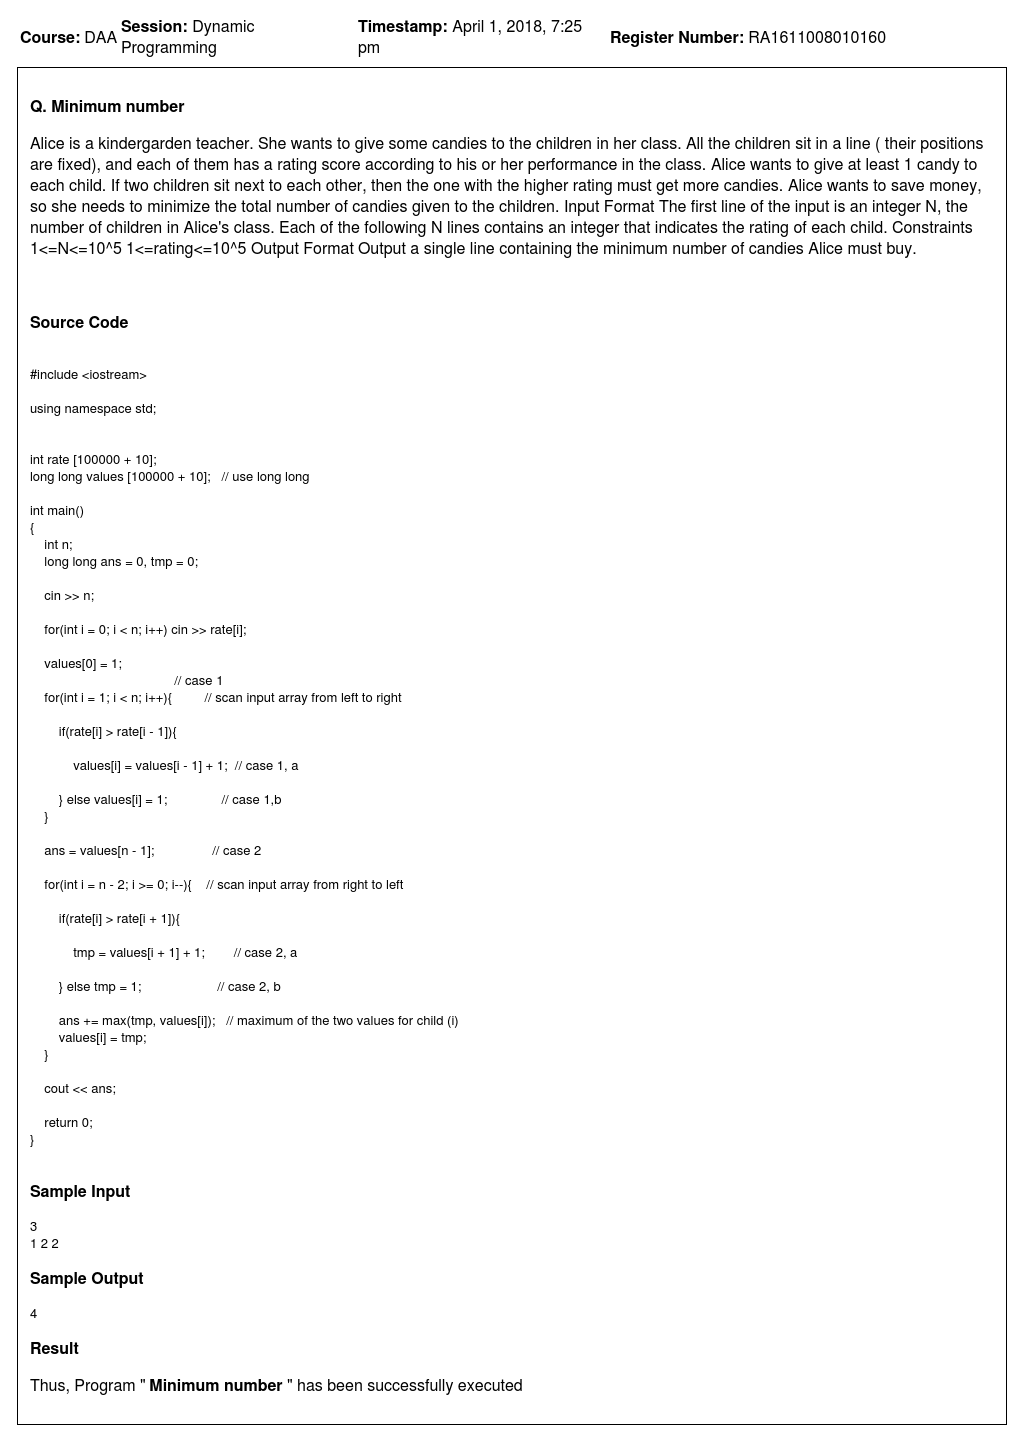 Course: DAA Session: Dynamic Programming Timestamp: April 1, 2018, 7:25 pm Register Number: RA1611008010160
Q. Minimum number
Alice is a kindergarden teacher. She wants to give some candies to the children in her class. All the children sit in a line ( their positions
are fixed), and each of them has a rating score according to his or her performance in the class. Alice wants to give at least 1 candy to
each child. If two children sit next to each other, then the one with the higher rating must get more candies. Alice wants to save money,
so she needs to minimize the total number of candies given to the children. Input Format The first line of the input is an integer N, the
number of children in Alice's class. Each of the following N lines contains an integer that indicates the rating of each child. Constraints
1<=N<=10^5 1<=rating<=10^5 Output Format Output a single line containing the minimum number of candies Alice must buy.
Source Code
#include <iostream>
using namespace std;
int rate [100000 + 10];
long long values [100000 + 10]; // use long long
int main()
{
int n;
long long ans = 0, tmp = 0;
cin >> n;
for(int i = 0; i < n; i++) cin >> rate[i];
values[0] = 1;
// case 1
for(int i = 1; i < n; i++){ // scan input array from left to right
if(rate[i] > rate[i - 1]){
values[i] = values[i - 1] + 1; // case 1, a
} else values[i] = 1; // case 1,b
}
ans = values[n - 1]; // case 2
for(int i = n - 2; i >= 0; i--){ // scan input array from right to left
if(rate[i] > rate[i + 1]){
tmp = values[i + 1] + 1; // case 2, a
} else tmp = 1; // case 2, b
ans += max(tmp, values[i]); // maximum of the two values for child (i)
values[i] = tmp;
}
cout << ans;
return 0;
}
Sample Input
3
1 2 2
Sample Output
4
Result
Thus, Program " Minimum number " has been successfully executed